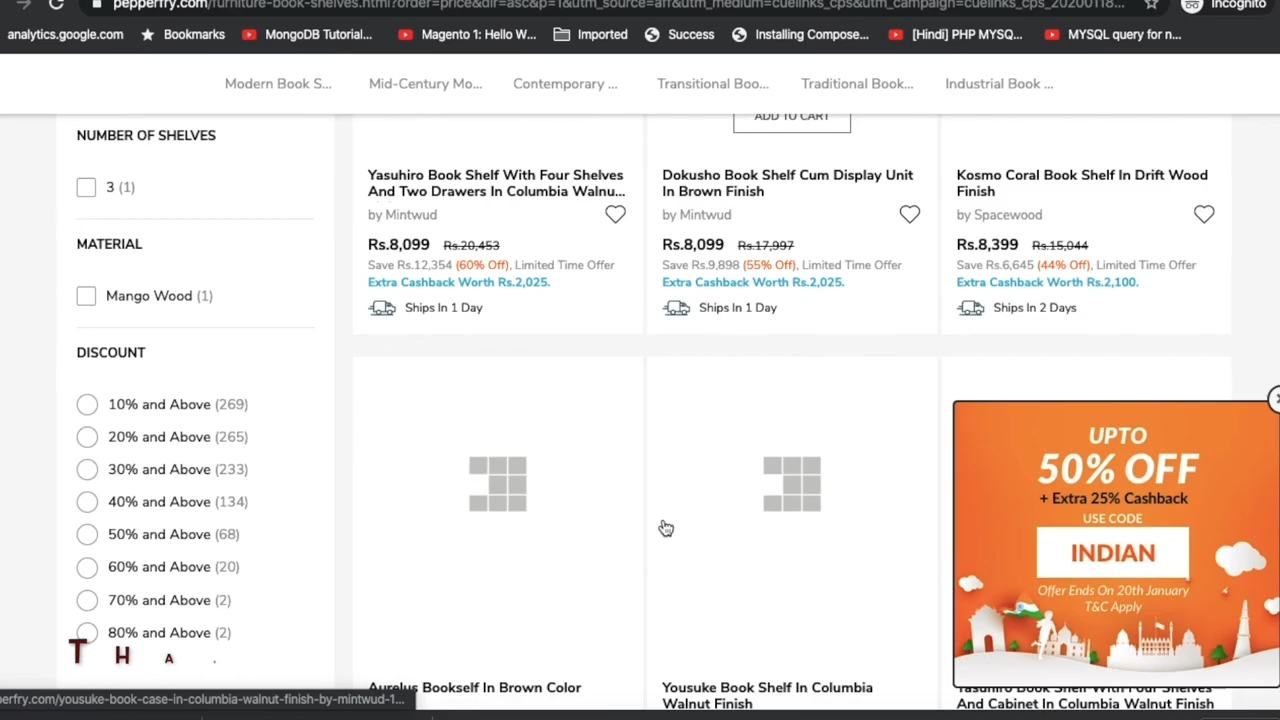 pepperfry.com/furniture-book-shelves.html?order=price&dir=asc&p=1&utm_source=aff&utm_medium=cuelinks_cps&utm_campaign=cuelinks_cps_20200118...
Incognito
analytics.google.com
Bookmarks
MongoDB Tutorial...
Magento 1: Hello W...
Imported
Success
Installing Compose...
[Hindi] PHP MYSQ...
MYSQL query for n...
Modern Book S...
Mid-Century Mo...
Contemporary ...
Transitional Boo...
Traditional Book...
Industrial Book ...
NUMBER OF SHELVES
3 (1)
MATERIAL
Mango Wood (1)
DISCOUNT
10% and Above (269)
20% and Above (265)
30% and Above (233)
40% and Above (134)
50% and Above (68)
60% and Above (20)
70% and Above (2)
80% and Above (2)
T H A .
Yasuhiro Book Shelf With Four Shelves
And Two Drawers In Columbia Walnu...
by Mintwud
Rs.8,099 Rs.20,453
Save Rs.12,354 (60% Off), Limited Time Offer
Extra Cashback Worth Rs.2,025.
Ships In 1 Day
ADD TO CART
Dokusho Book Shelf Cum Display Unit
In Brown Finish
by Mintwud
Rs.8,099 Rs.17,997
Save Rs.9,898 (55% Off), Limited Time Offer
Extra Cashback Worth Rs.2,025.
Ships In 1 Day
Kosmo Coral Book Shelf In Drift Wood
Finish
by Spacewood
Rs.8,399 Rs.15,044
Save Rs.6,645 (44% Off), Limited Time Offer
Extra Cashback Worth Rs.2,100.
Ships In 2 Days
Aurelus Bookself In Brown Color
Yousuke Book Shelf In Columbia
Walnut Finish
Yasuhiro Book Shelf With Four Shelves
And Cabinet In Columbia Walnut Finish
UPTO
50% OFF
+ Extra 25% Cashback
USE CODE
INDIAN
Offer Ends On 20th January
T&C Apply
perfry.com/yousuke-book-case-in-columbia-walnut-finish-by-mintwud-1...